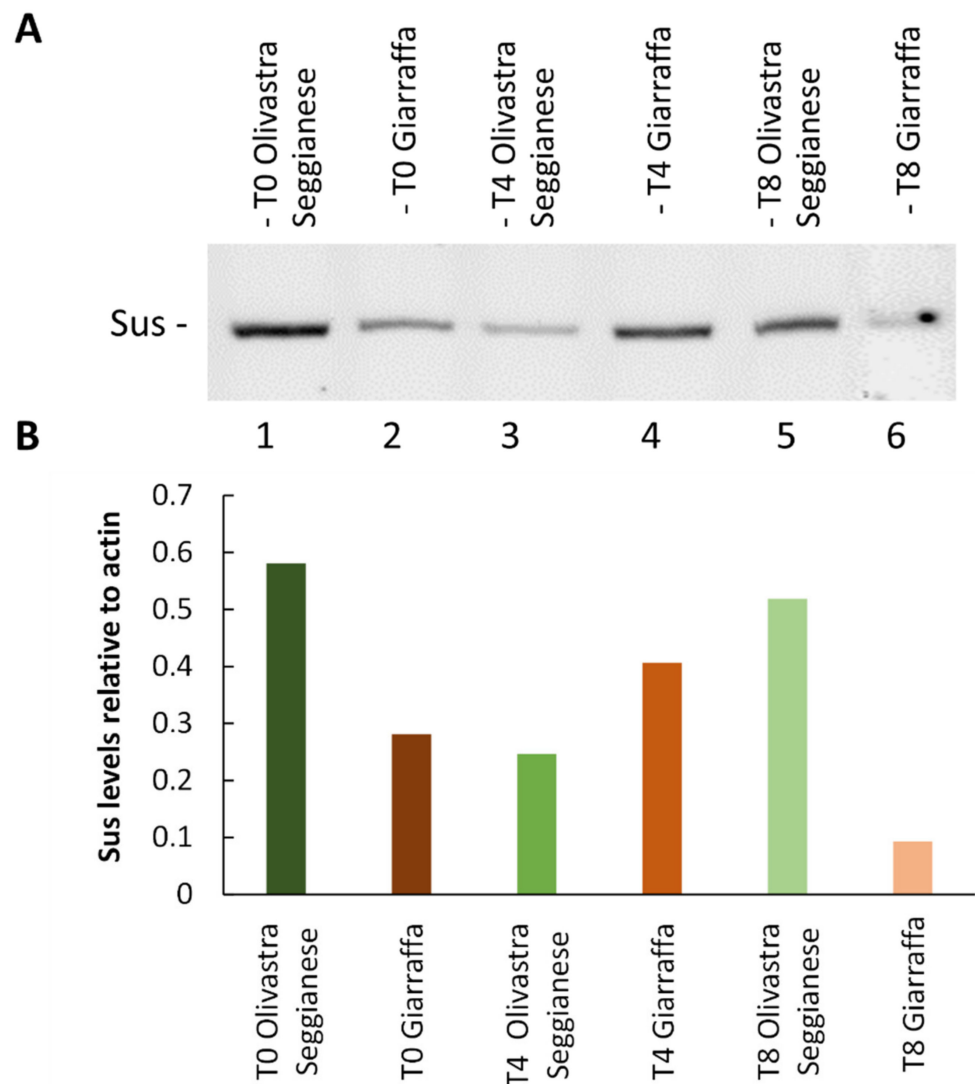 A
- T0 Olivastra
Seggianese
- T0 Giarraffa
- T4 Olivastra
Seggianese
- T4 Giarraffa
- T8 Olivastra
Seggianese
- T8 Giarraffa
Sus -
1 2 3 4 5 6
B
Sus levels relative to actin
0.7
0.6
0.5
0.4
0.3
0.2
0.1
0
T0 Olivastra
Seggianese
T0 Giarraffa
T4 Olivastra
Seggianese
T4 Giarraffa
T8 Olivastra
Seggianese
T8 Giarraffa